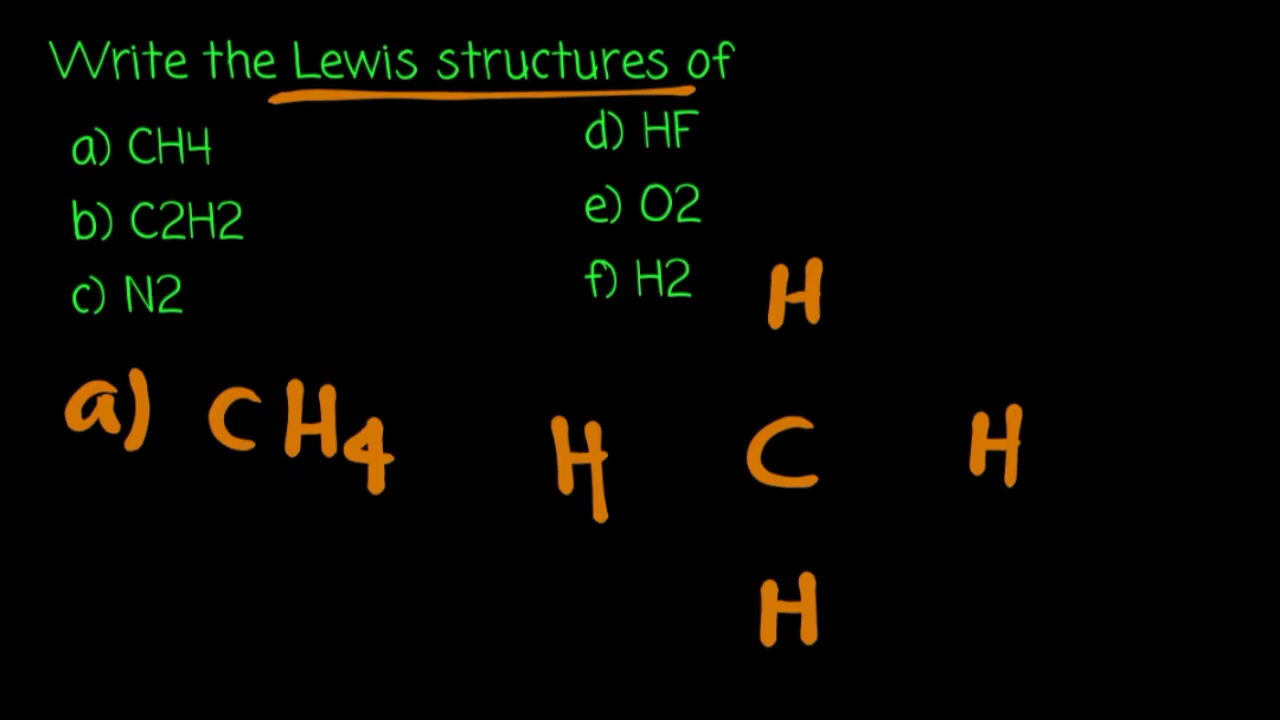 Write the Lewis structures of
a) CH4
d) HF
b) C2H2
e) O2
c) N2
f) H2
H
a) CH4 H C H
H